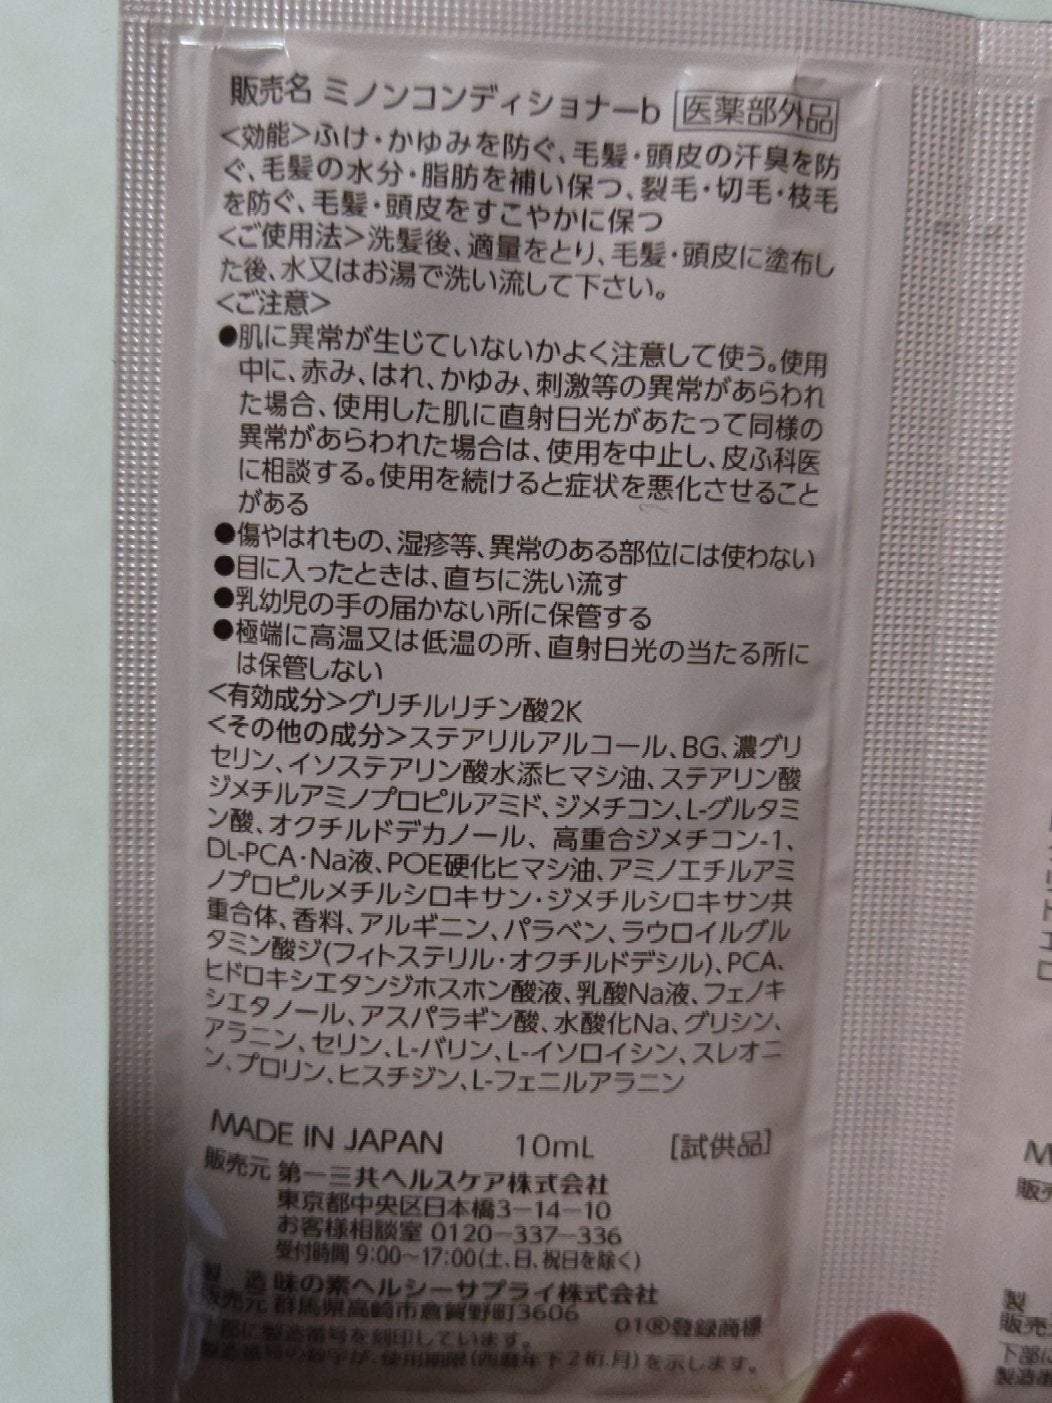 販売名 ミノンコンディショナーb 医薬部外品
<効能>ふけ・かゆみを防ぐ、毛髪・頭皮の汗臭を防
ぐ、毛髪の水分・脂肪を補い保つ、裂毛・切毛・枝毛
を防ぐ、毛髪・頭皮をすこやかに保つ
<ご使用法>洗髪後、適量をとり、毛髪・頭皮に塗布し
た後、水又はお湯で洗い流して下さい。
<ご注意>
●肌に異常が生じていないかよく注意して使う。使用
中に、赤み、はれ、かゆみ、刺激等の異常があらわれ
た場合、使用した肌に直射日光があたって同様の
異常があらわれた場合は、使用を中止し、皮ふ科医
に相談する。使用を続けると症状を悪化させること
がある
●傷やはれもの、湿疹等、異常のある部位には使わない
●目に入ったときは、直ちに洗い流す
●乳幼児の手の届かない所に保管する
●極端に高温又は低温の所、直射日光の当たる所に
は保管しない
<有効成分>グリチルリチン酸2K
<その他の成分>ステアリルアルコール、BG、濃グリ
セリン、イソステアリン酸水添ヒマシ油、ステアリン酸
ジメチルアミノプロピルアミド、ジメチコン、L-グルタミ
ン酸、オクチルドデカノール、高重合ジメチコン-1、
DL-PCA・Na液、POE硬化ヒマシ油、アミノエチルアミ
ノプロピルメチルシロキサン・ジメチルシロキサン共
重合体、香料、アルギニン、パラベン、ラウロイルグル
タミン酸ジ(フィトステリル・オクチルドデシル)、PCA、
ヒドロキシエタンジホスホン酸液、乳酸Na液、フェノキ
シエタノール、アスパラギン酸、水酸化Na、グリシン、
アラニン、セリン、L-バリン、L-イソロイシン、スレオニ
ン、プロリン、ヒスチジン、L-フェニルアラニン
MADE IN JAPAN 10mL [試供品]
販売元 第一三共ヘルスケア株式会社
東京都中央区日本橋3-14-10
お客様相談室 0120-337-336
受付時間 9:00~17:00(土、日、祝日を除く)
製 造 味の素ヘルシーサプライ株式会社
販売元 群馬県高崎市倉賀野町3606 01®登録商標
下部に製造番号を刻印しています。
製造番号の数字が、使用期限(西暦年下2桁.月)を示します。
M
販売
製
販売
下部に
製造番